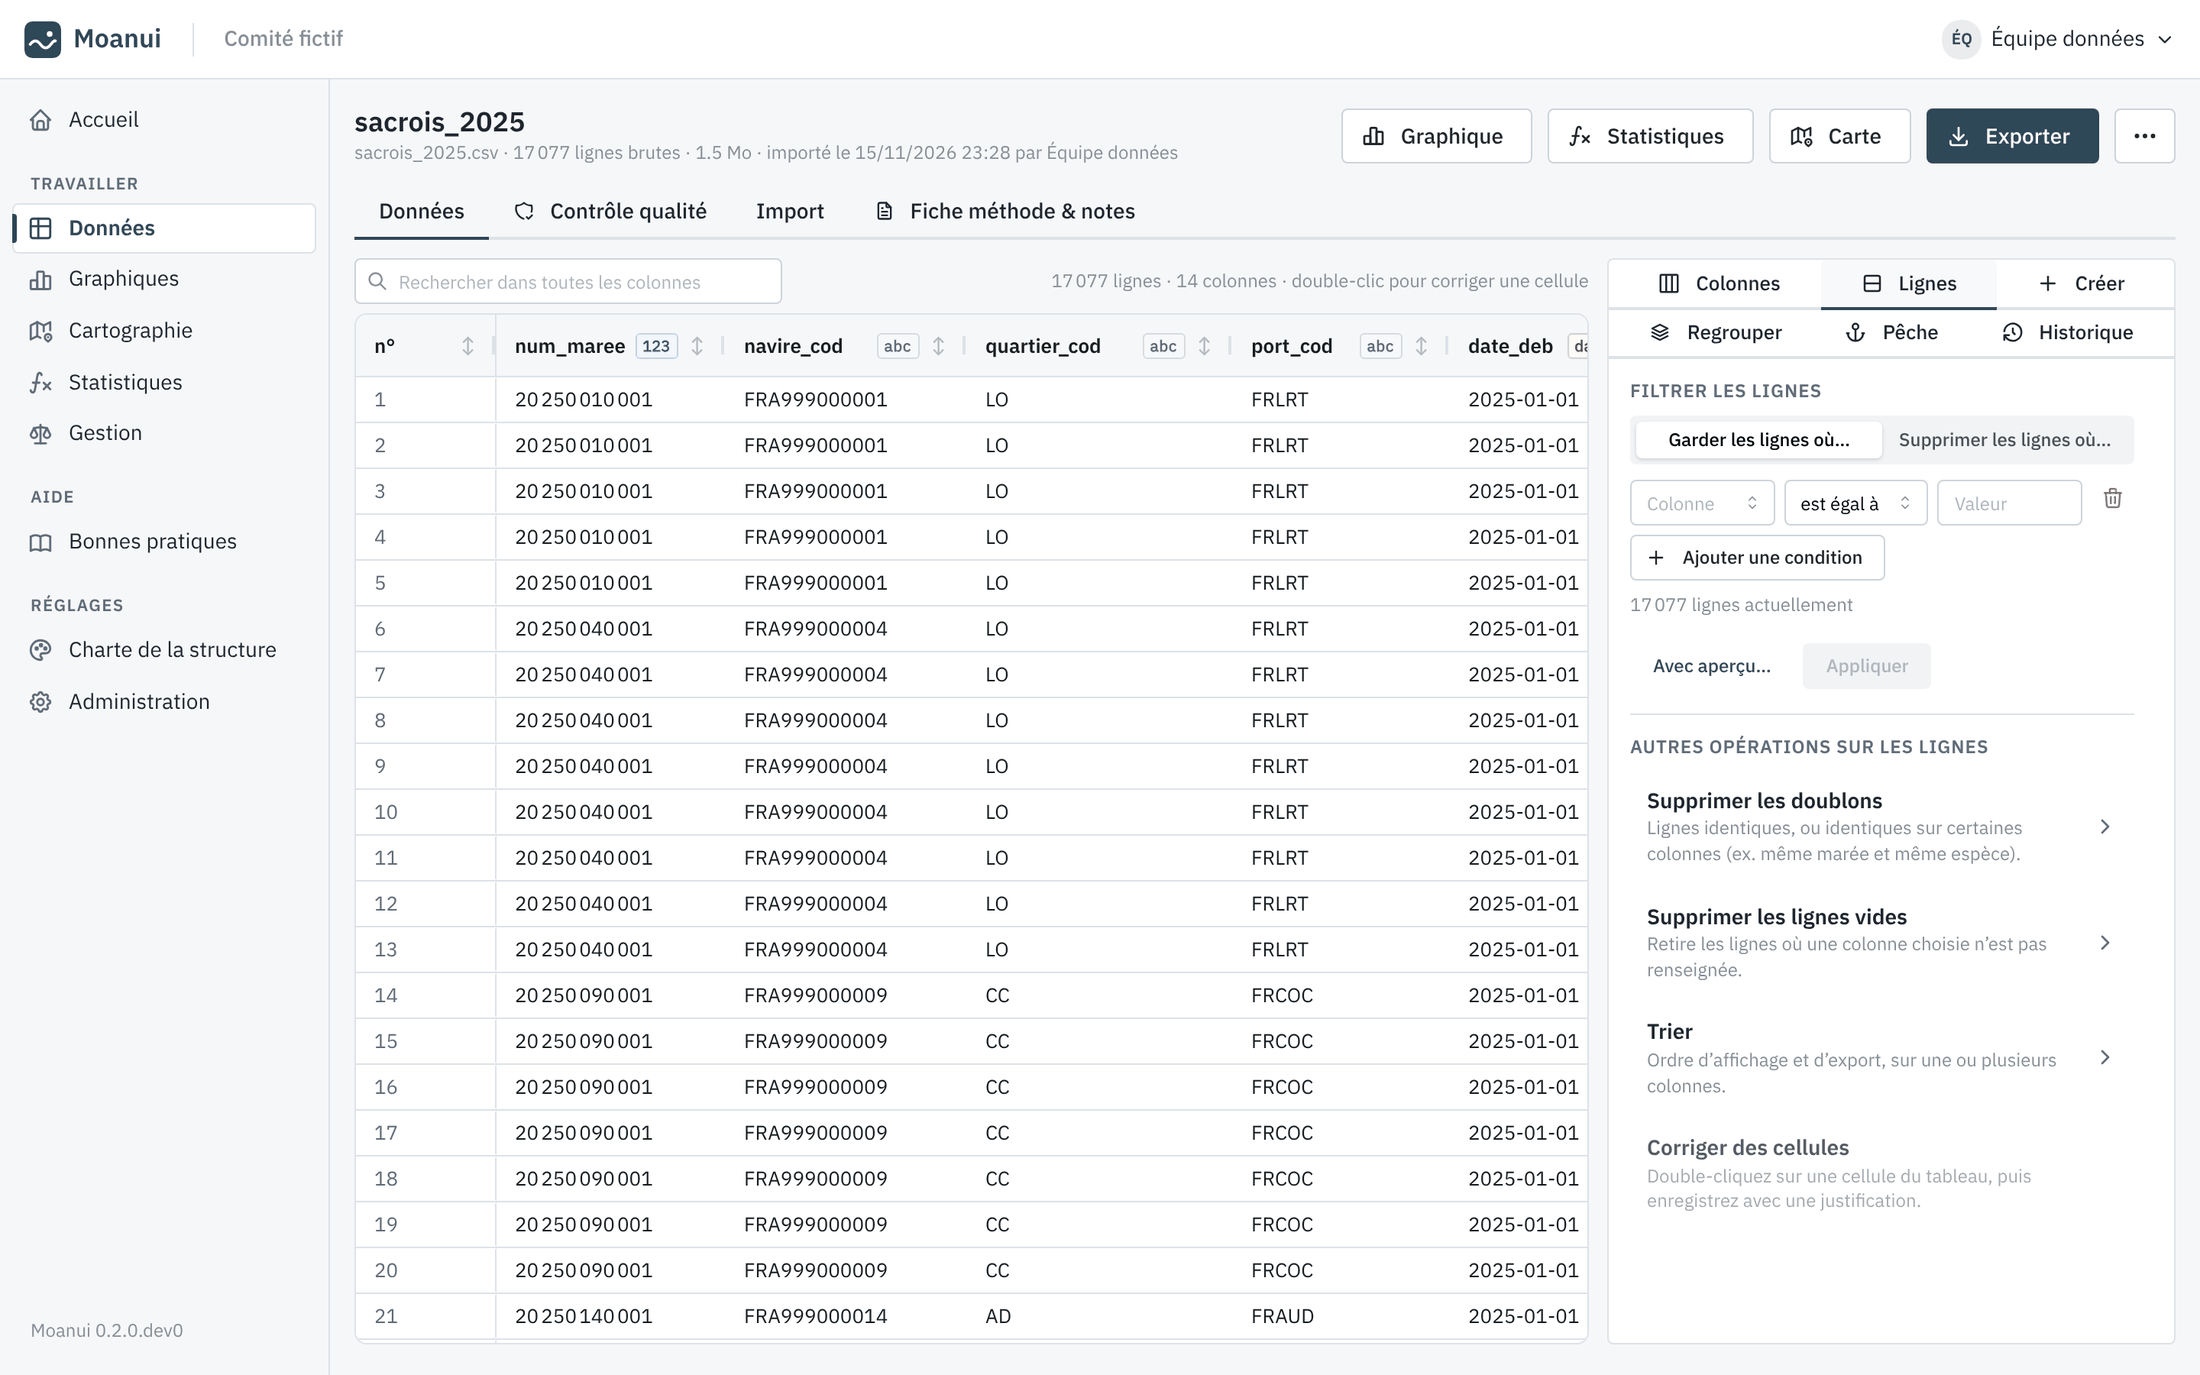 Moanui
Comité fictif
ÉQ Équipe données
Accueil
TRAVAILLER
Données
Graphiques
Cartographie
Statistiques
Gestion
AIDE
Bonnes pratiques
RÉGLAGES
Charte de la structure
Administration
Moanui 0.2.0.dev0
sacrois_2025
sacrois_2025.csv · 17 077 lignes brutes · 1.5 Mo · importé le 15/11/2026 23:28 par Équipe données
Graphique
Statistiques
Carte
Exporter
Données Contrôle qualité Import Fiche méthode & notes
Rechercher dans toutes les colonnes
17 077 lignes · 14 colonnes · double-clic pour corriger une cellule
n° num_maree 123 navire_cod abc quartier_cod abc port_cod abc date_deb
1 20 250 010 001 FRA999000001 LO FRLRT 2025-01-01
2 20 250 010 001 FRA999000001 LO FRLRT 2025-01-01
3 20 250 010 001 FRA999000001 LO FRLRT 2025-01-01
4 20 250 010 001 FRA999000001 LO FRLRT 2025-01-01
5 20 250 010 001 FRA999000001 LO FRLRT 2025-01-01
6 20 250 040 001 FRA999000004 LO FRLRT 2025-01-01
7 20 250 040 001 FRA999000004 LO FRLRT 2025-01-01
8 20 250 040 001 FRA999000004 LO FRLRT 2025-01-01
9 20 250 040 001 FRA999000004 LO FRLRT 2025-01-01
10 20 250 040 001 FRA999000004 LO FRLRT 2025-01-01
11 20 250 040 001 FRA999000004 LO FRLRT 2025-01-01
12 20 250 040 001 FRA999000004 LO FRLRT 2025-01-01
13 20 250 040 001 FRA999000004 LO FRLRT 2025-01-01
14 20 250 090 001 FRA999000009 CC FRCOC 2025-01-01
15 20 250 090 001 FRA999000009 CC FRCOC 2025-01-01
16 20 250 090 001 FRA999000009 CC FRCOC 2025-01-01
17 20 250 090 001 FRA999000009 CC FRCOC 2025-01-01
18 20 250 090 001 FRA999000009 CC FRCOC 2025-01-01
19 20 250 090 001 FRA999000009 CC FRCOC 2025-01-01
20 20 250 090 001 FRA999000009 CC FRCOC 2025-01-01
21 20 250 140 001 FRA999000014 AD FRAUD 2025-01-01
Colonnes Lignes Créer
Regrouper Pêche Historique
FILTRER LES LIGNES
Garder les lignes où... Supprimer les lignes où...
Colonne est égal à Valeur
Ajouter une condition
17 077 lignes actuellement
Avec aperçu... Appliquer
AUTRES OPÉRATIONS SUR LES LIGNES
Supprimer les doublons
Lignes identiques, ou identiques sur certaines
colonnes (ex. même marée et même espèce).
Supprimer les lignes vides
Retire les lignes où une colonne choisie n’est pas
renseignée.
Trier
Ordre d’affichage et d’export, sur une ou plusieurs
colonnes.
Corriger des cellules
Double-cliquez sur une cellule du tableau, puis
enregistrez avec une justification.